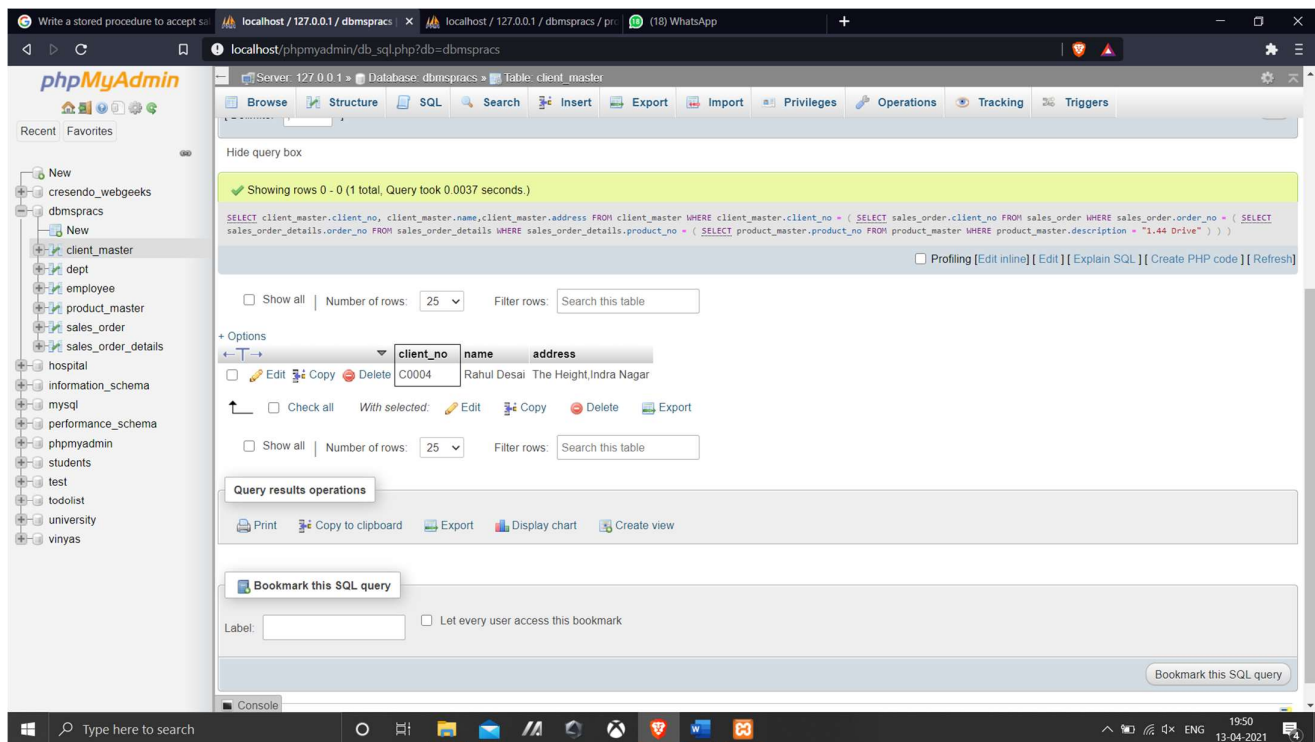 Write a stored procedure to accept sal
localhost / 127.0.0.1 / dbmspracs |
localhost / 127.0.0.1 / dbmspracs / pro
(18) WhatsApp
localhost/phpmyadmin/db_sql.php?db=dbmspracs
phpMyAdmin
Recent Favorites
New
cresendo_webgeeks
dbmspracs
New
client_master
dept
employee
product_master
sales_order
sales_order_details
hospital
information_schema
mysql
performance_schema
phpmyadmin
students
test
todolist
university
vinyas
Server: 127.0.0.1 » Database: dbmspracs » Table: client_master
Browse Structure SQL Search Insert Export Import Privileges Operations Tracking Triggers
Hide query box
Showing rows 0 - 0 (1 total, Query took 0.0037 seconds.)
SELECT client_master.client_no, client_master.name,client_master.address FROM client_master WHERE client_master.client_no = ( SELECT sales_order.client_no FROM sales_order WHERE sales_order.order_no = ( SELECT
sales_order_details.order_no FROM sales_order_details WHERE sales_order_details.product_no = ( SELECT product_master.product_no FROM product_master WHERE product_master.description = "1.44 Drive" ) ) )
Profiling [Edit inline] [ Edit ] [ Explain SQL ] [ Create PHP code ] [ Refresh]
Show all | Number of rows: 25 Filter rows: Search this table
+ Options
←T→ client_no name address
Edit Copy Delete C0004 Rahul Desai The Height,Indra Nagar
Check all With selected: Edit Copy Delete Export
Show all | Number of rows: 25 Filter rows: Search this table
Query results operations
Print Copy to clipboard Export Display chart Create view
Bookmark this SQL query
Label: Let every user access this bookmark
Bookmark this SQL query
Console
Type here to search
ENG
19:50
13-04-2021
4